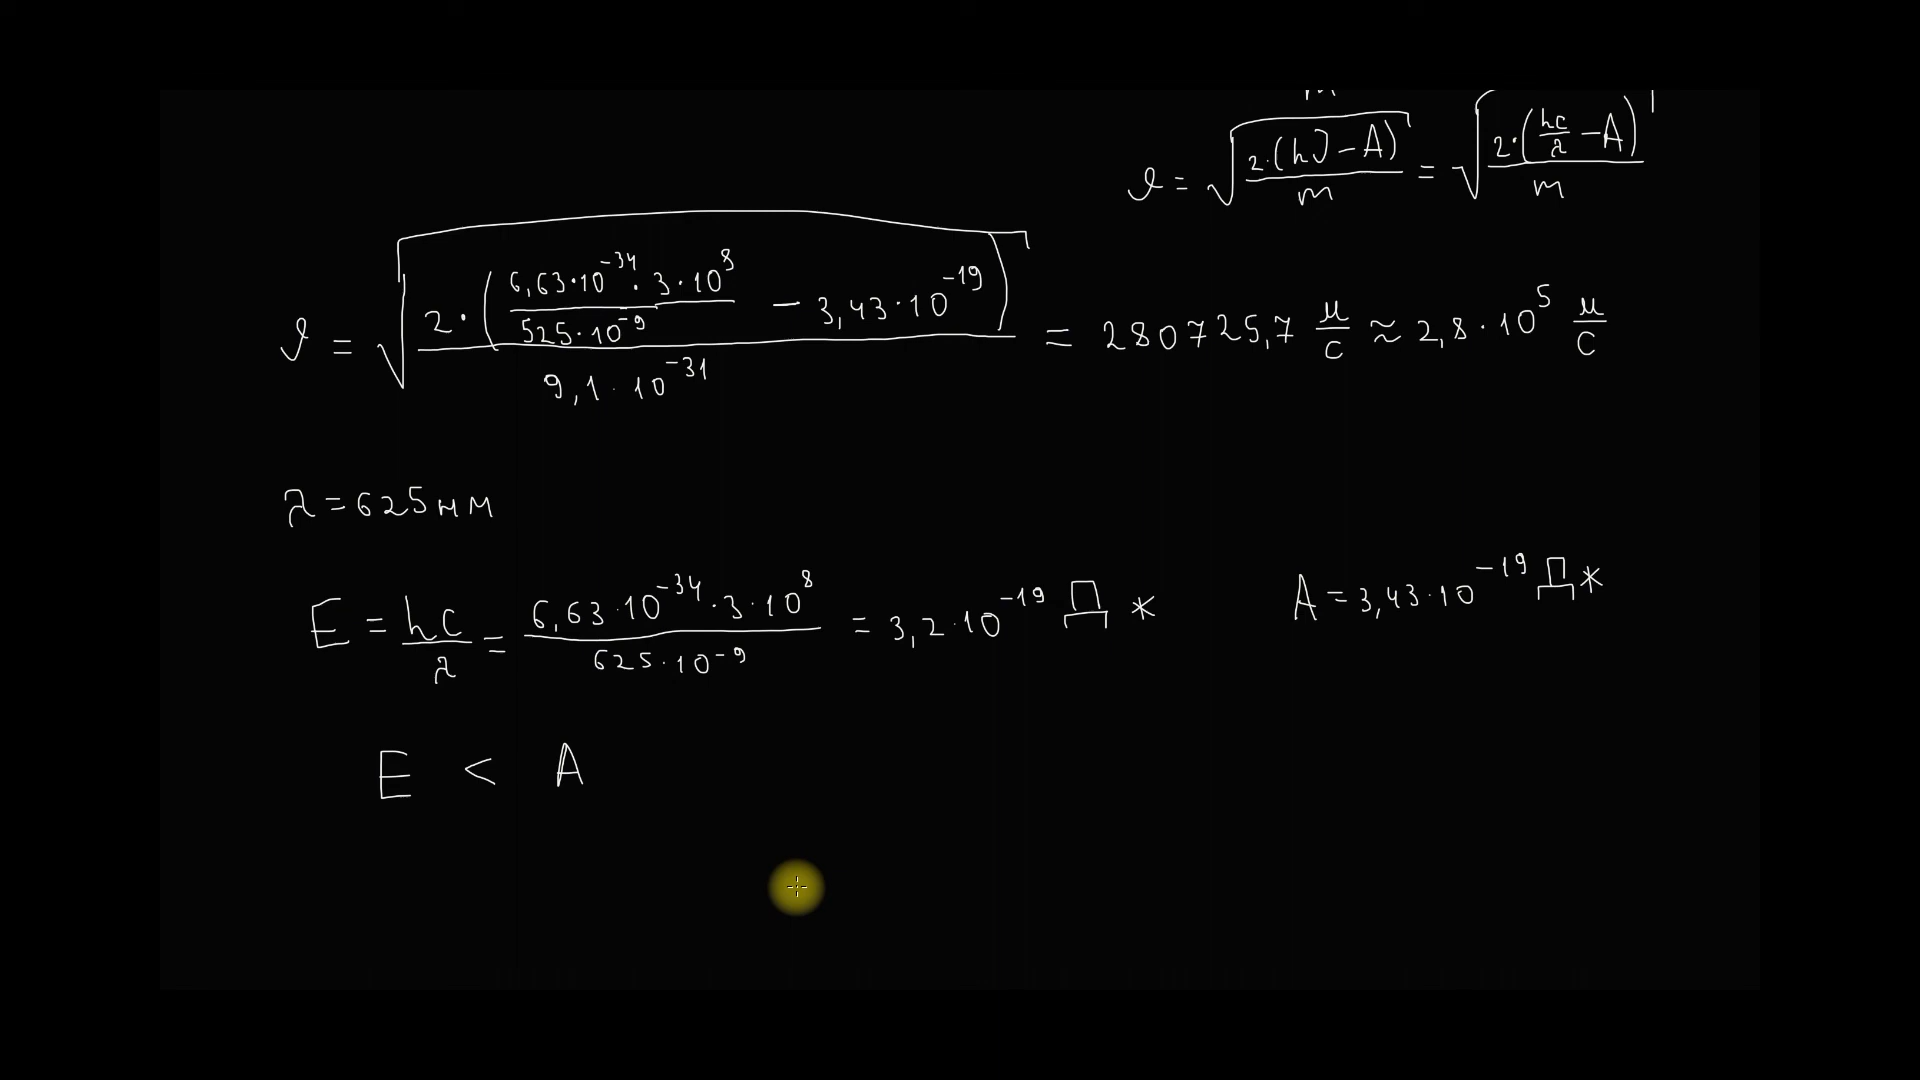 m
υ = √(2·(hν − A)/m) = √(2·(hc/λ − A)/m)
υ = √(2·(6,63·10⁻³⁴·3·10⁸/525·10⁻⁹ − 3,43·10⁻¹⁹)/9,1·10⁻³¹) = 280725,7 м/с ≈ 2,8·10⁵ м/с
λ = 625 нм
E = hc/λ = 6,63·10⁻³⁴·3·10⁸/625·10⁻⁹ = 3,2·10⁻¹⁹ Дж A = 3,43·10⁻¹⁹ Дж
E < A